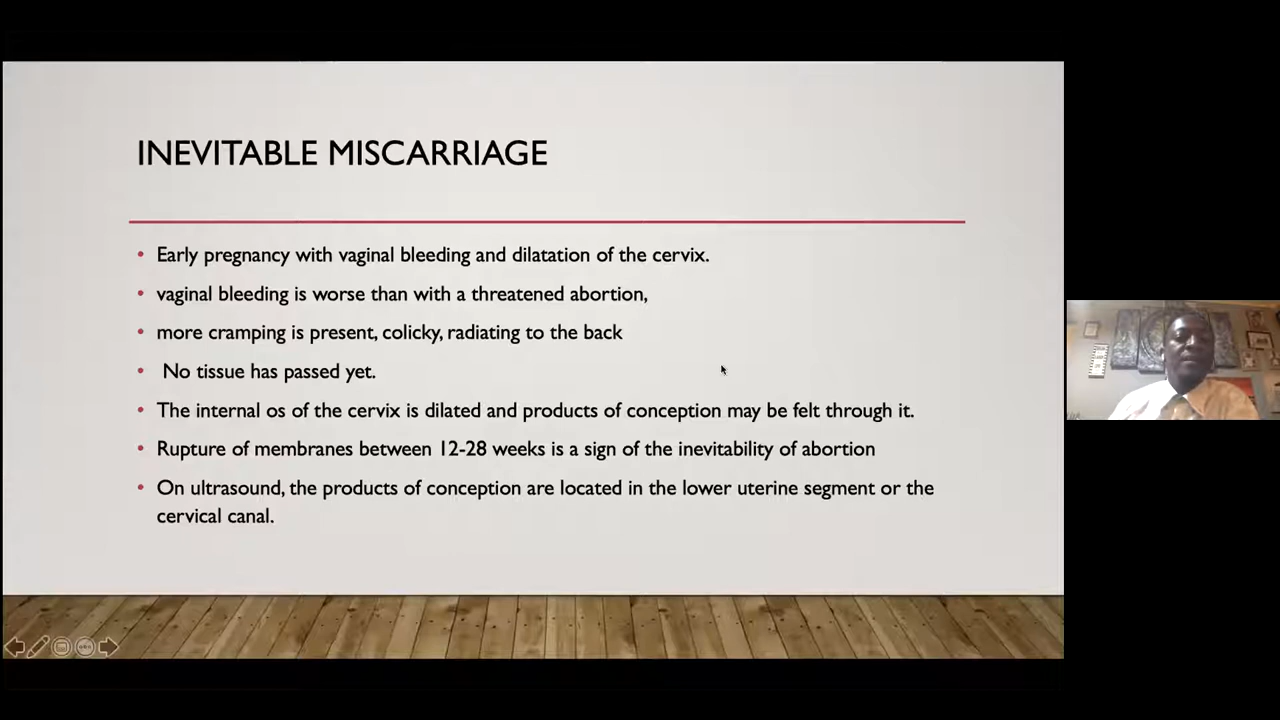 INEVITABLE MISCARRIAGE
• Early pregnancy with vaginal bleeding and dilatation of the cervix.
• vaginal bleeding is worse than with a threatened abortion,
• more cramping is present, colicky, radiating to the back
• No tissue has passed yet.
• The internal os of the cervix is dilated and products of conception may be felt through it.
• Rupture of membranes between 12-28 weeks is a sign of the inevitability of abortion
• On ultrasound, the products of conception are located in the lower uterine segment or the
cervical canal.